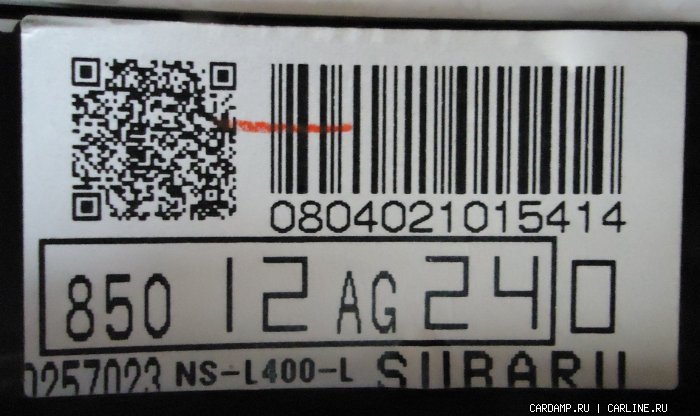 0804021015414
850 12 AG 240
0257023 NS-L400-L SUBARU
CARDAMP.RU | CARLINE.RU